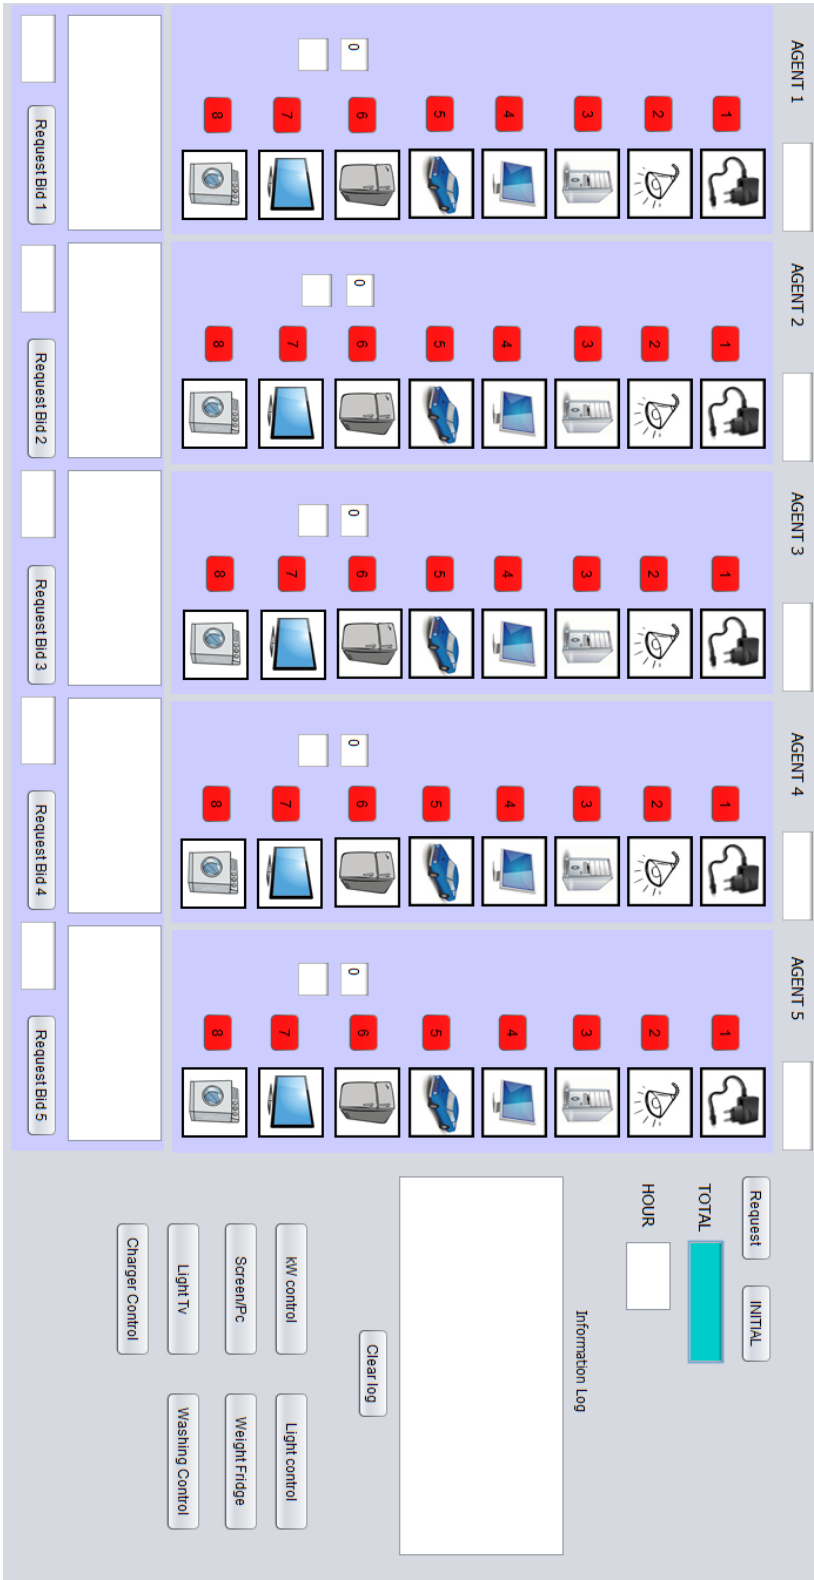 AGENT 1
1
2
3
4
5
0
6
7
8
Request Bid 1
AGENT 2
1
2
3
4
5
0
6
7
8
Request Bid 2
AGENT 3
1
2
3
4
5
0
6
7
8
Request Bid 3
AGENT 4
1
2
3
4
5
0
6
7
8
Request Bid 4
AGENT 5
1
2
3
4
5
0
6
7
8
Request Bid 5
Request
INITIAL
TOTAL
HOUR
Information Log
Clear log
kW control
Light control
Screen/Pc
Weight Fridge
Light Tv
Washing Control
Charger Control